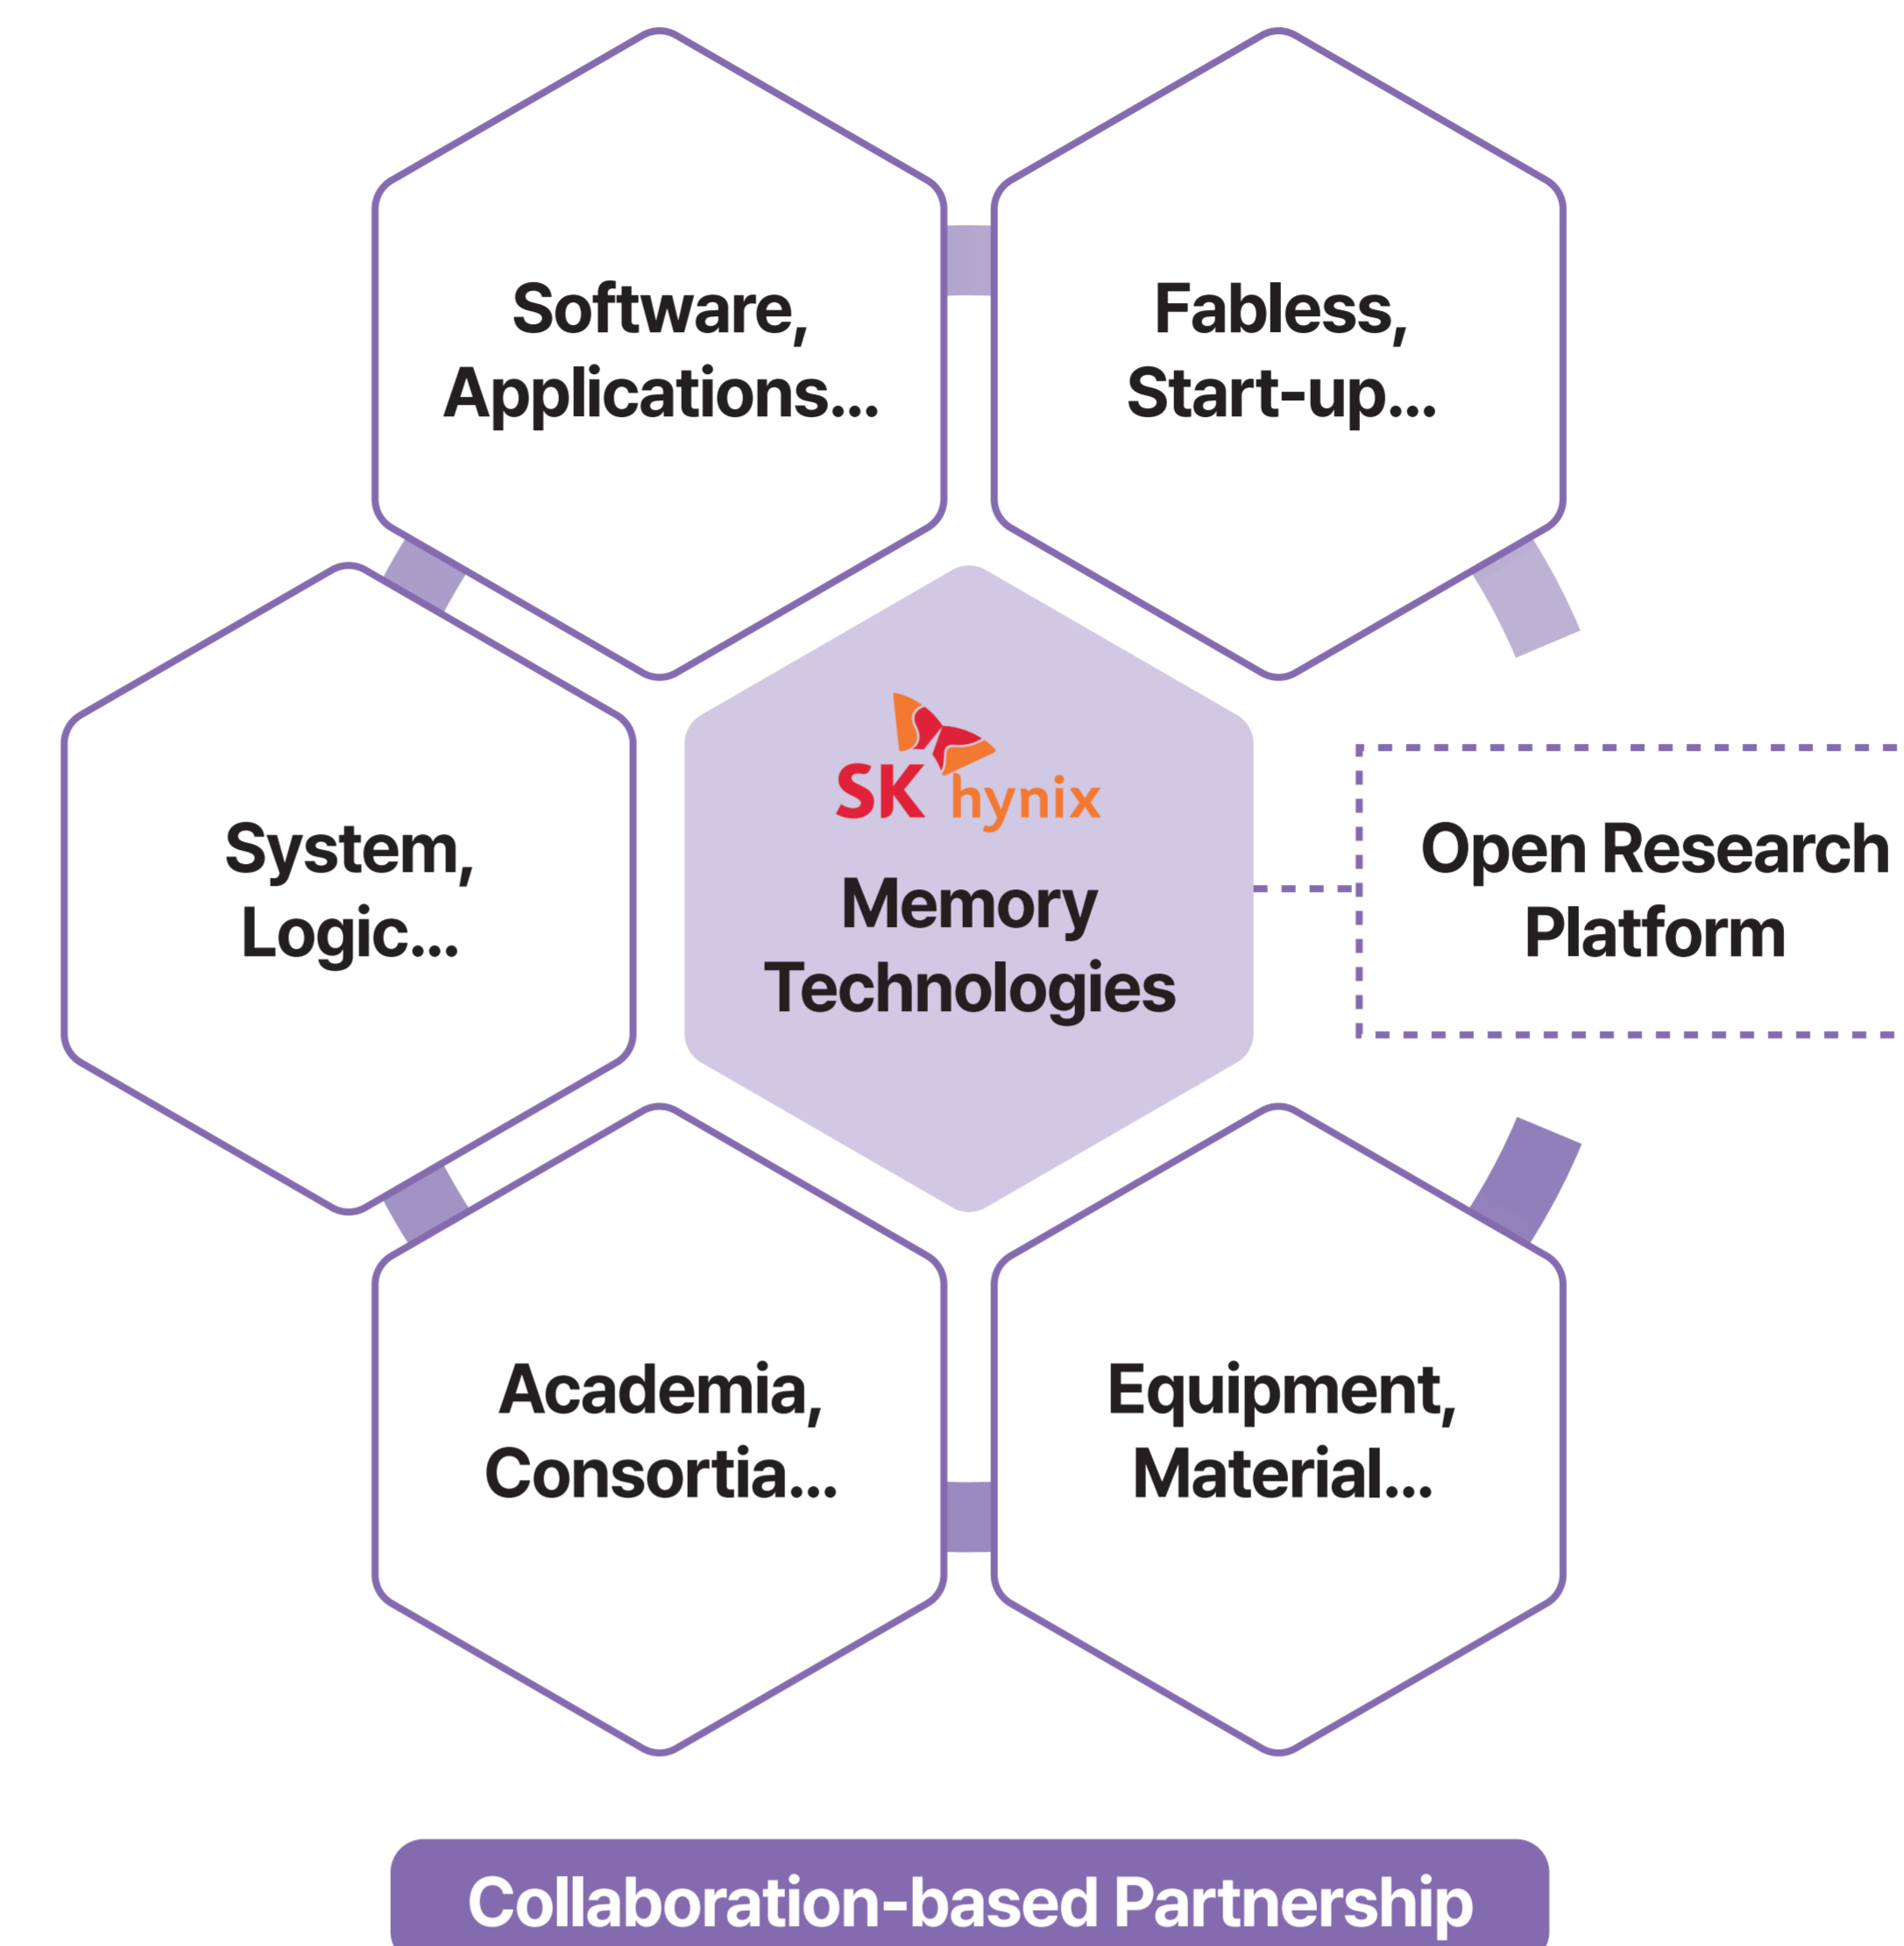 Software,
Applications...
Fabless,
Start-up...
System,
Logic...
SK hynix
Memory
Technologies
Open Research
Platform
Academia,
Consortia...
Equipment,
Material...
Collaboration-based Partnership